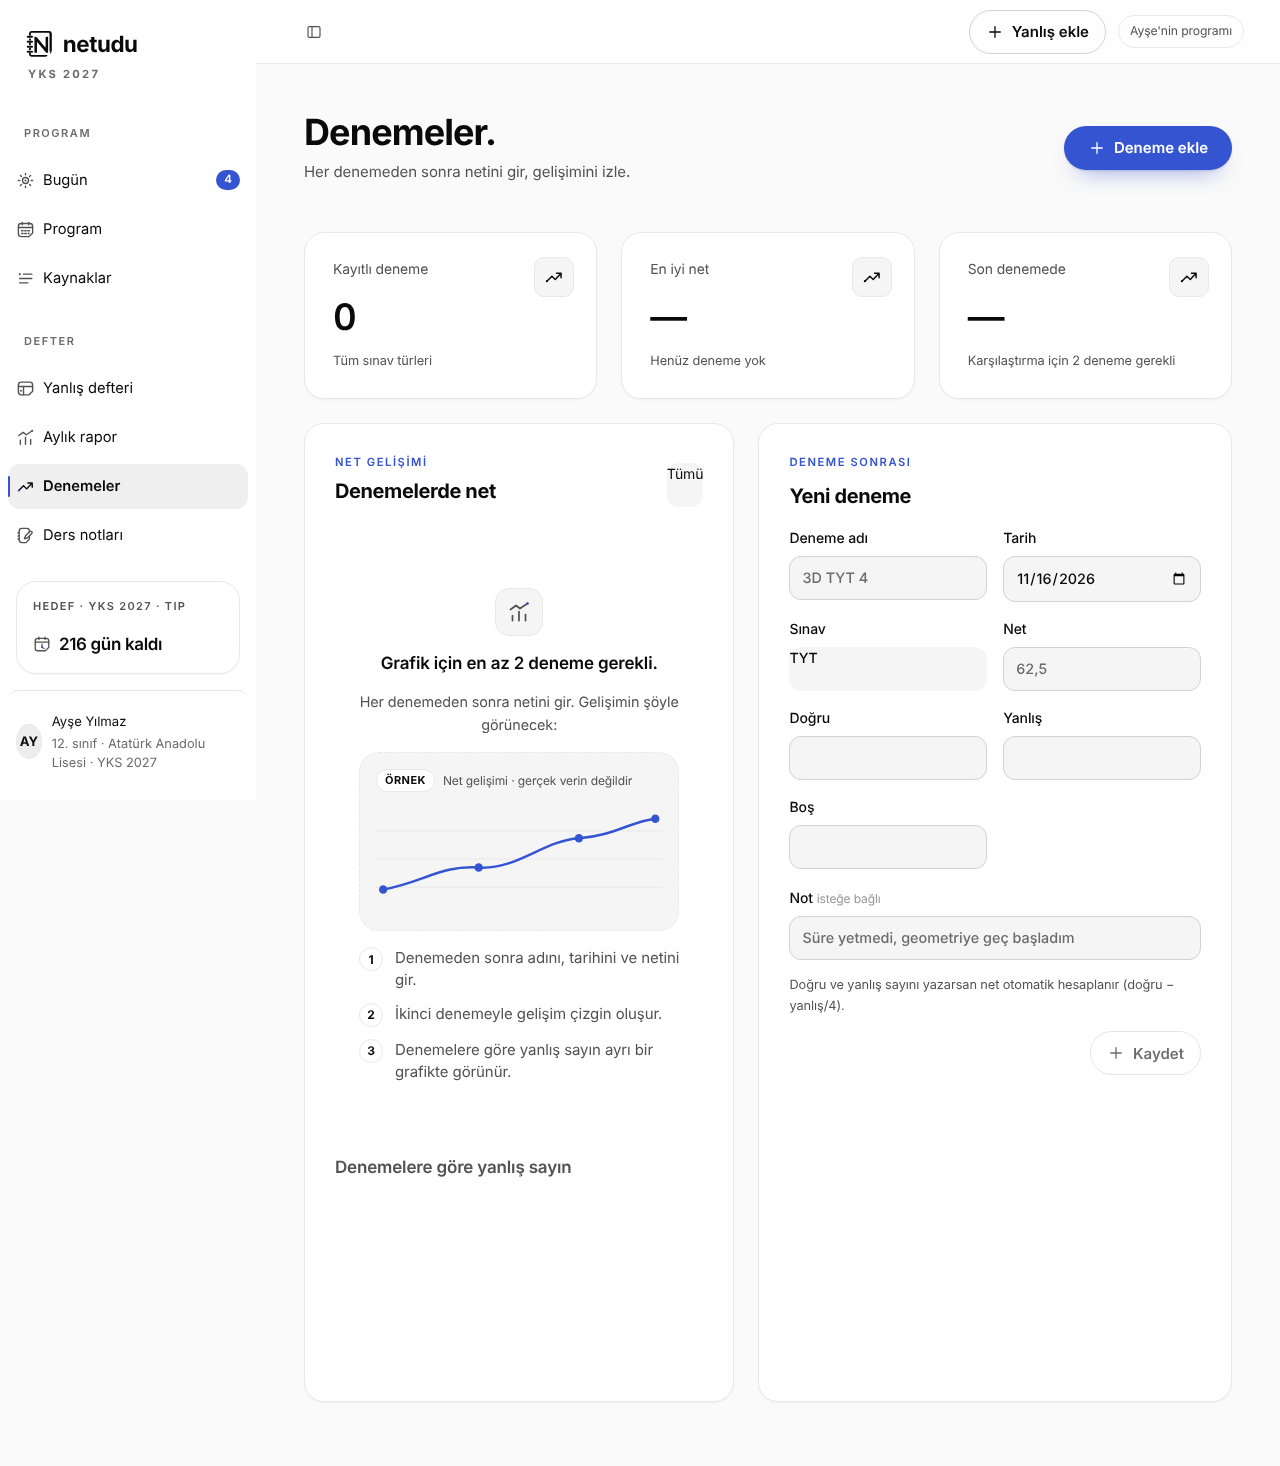 netudu
YKS 2027
PROGRAM
Bugün 4
Program
Kaynaklar
DEFTER
Yanlış defteri
Aylık rapor
Denemeler
Ders notları
HEDEF · YKS 2027 · TIP
216 gün kaldı
AY
Ayşe Yılmaz
12. sınıf · Atatürk Anadolu
Lisesi · YKS 2027
Yanlış ekle
Ayşe'nin programı
Denemeler.
Her denemeden sonra netini gir, gelişimini izle.
Deneme ekle
Kayıtlı deneme
0
Tüm sınav türleri
En iyi net
—
Henüz deneme yok
Son denemede
—
Karşılaştırma için 2 deneme gerekli
NET GELİŞİMİ
Denemelerde net
Tümü
Grafik için en az 2 deneme gerekli.
Her denemeden sonra netini gir. Gelişimin şöyle
görünecek:
ÖRNEK Net gelişimi · gerçek verin değildir
1 Denemeden sonra adını, tarihini ve netini
gir.
2 İkinci denemeyle gelişim çizgin oluşur.
3 Denemelere göre yanlış sayın ayrı bir
grafikte görünür.
Denemelere göre yanlış sayın
DENEME SONRASI
Yeni deneme
Deneme adı
3D TYT 4
Tarih
11/16/2026
Sınav
TYT
Net
62,5
Doğru
Yanlış
Boş
Not isteğe bağlı
Süre yetmedi, geometriye geç başladım
Doğru ve yanlış sayını yazarsan net otomatik hesaplanır (doğru −
yanlış/4).
Kaydet